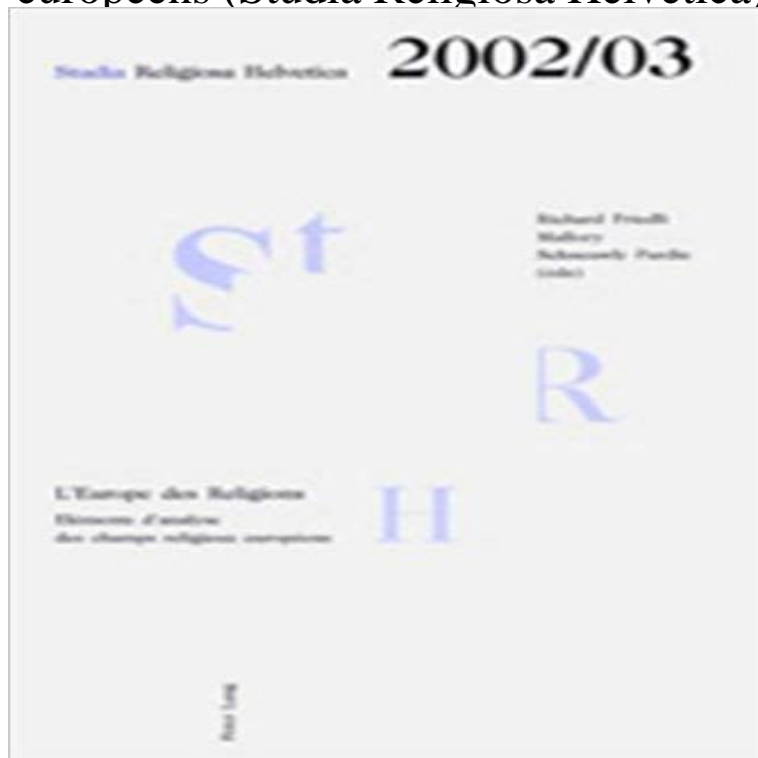 européens (Studia Religiosa Helvetica)
Studia Religiosa Helvetica 2002/03
St
Richard Friedli
Mallory
Schneuwly Purdie
(eds)
R
H
L'Europe des Religions
Eléments d'analyse
des champs religieux européens
Peter Lang